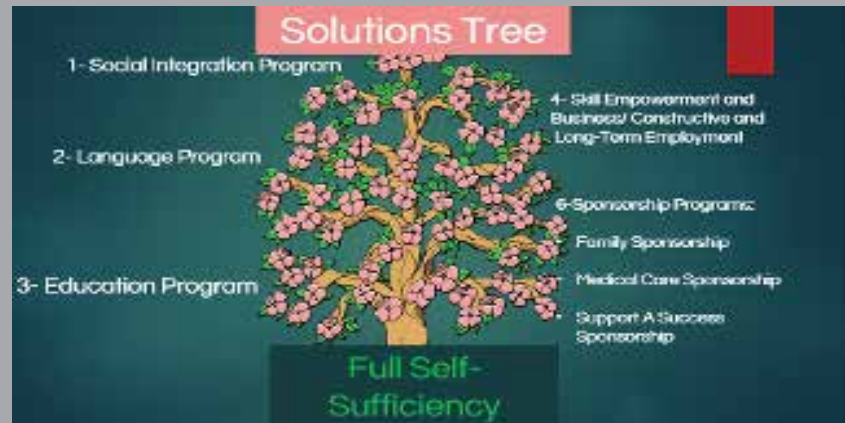 Solutions Tree
1- Social Integration Program
2- Language Program
3- Education Program
4- Skill Empowerment and
Business/ Constructive and
Long-Term Employment
6-Sponsorship Programs:
• Family Sponsorship
• Medical Care Sponsorship
• Support A Success
Sponsorship
Full Self-
Sufficiency